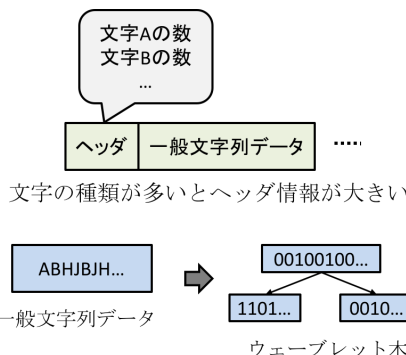 文字Aの数
文字Bの数
...
ヘッダ 一般文字列データ .....
文字の種類が多いとヘッダ情報が大きい
ABHJBJH... 00100100...
1101... 0010...
一般文字列データ
ウェーブレット木